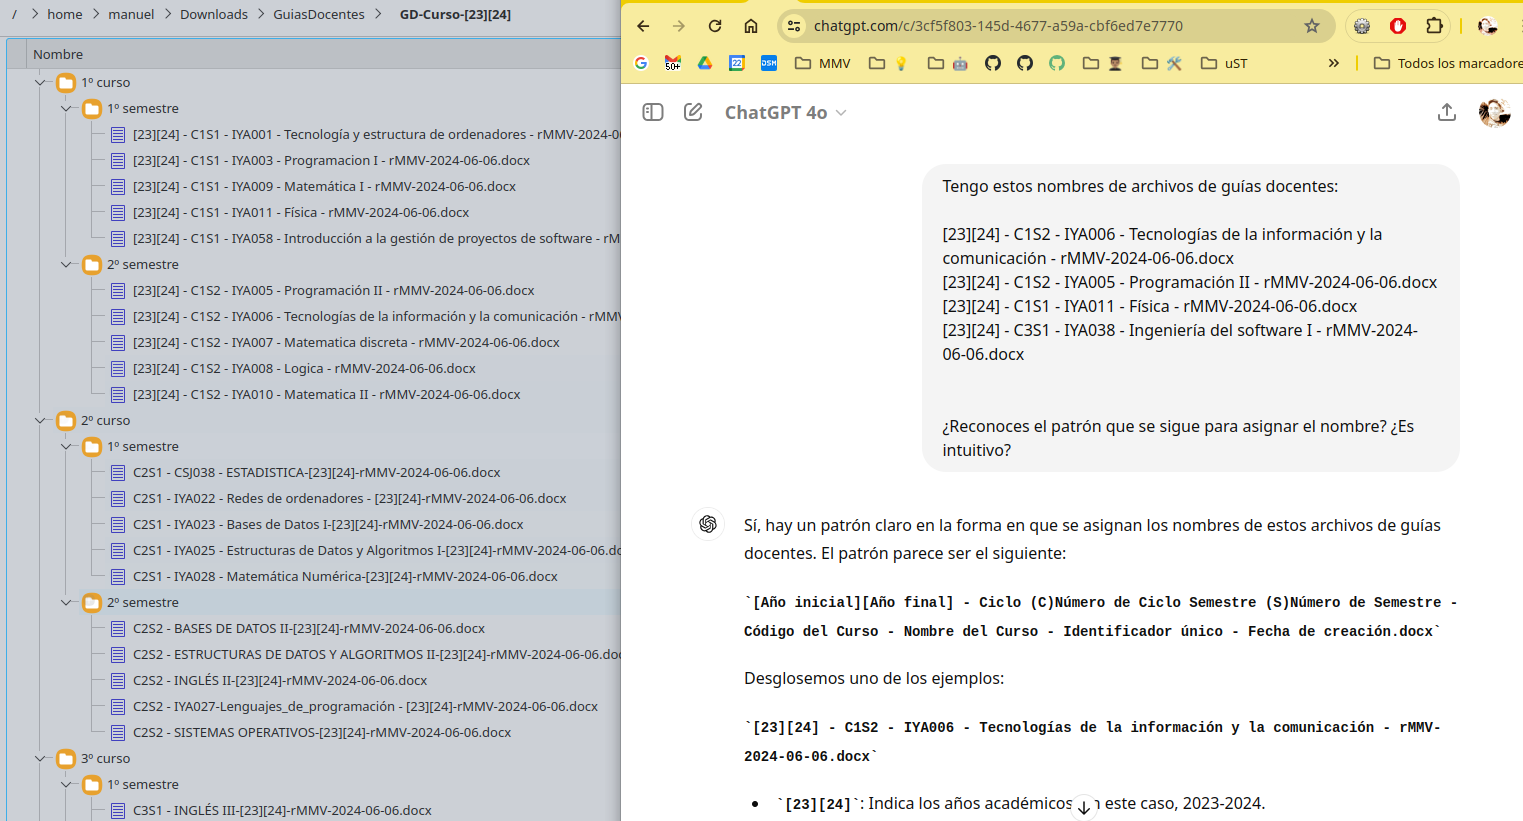 / > home > manuel > Downloads > GuiasDocentes > GD-Curso-[23][24]
Nombre
1º curso
1º semestre
[23][24] - C1S1 - IYA001 - Tecnología y estructura de ordenadores - rMMV-2024-0
[23][24] - C1S1 - IYA003 - Programacion I - rMMV-2024-06-06.docx
[23][24] - C1S1 - IYA009 - Matemática I - rMMV-2024-06-06.docx
[23][24] - C1S1 - IYA011 - Física - rMMV-2024-06-06.docx
[23][24] - C1S1 - IYA058 - Introducción a la gestión de proyectos de software - rM
2º semestre
[23][24] - C1S2 - IYA005 - Programación II - rMMV-2024-06-06.docx
[23][24] - C1S2 - IYA006 - Tecnologías de la información y la comunicación - rMMV
[23][24] - C1S2 - IYA007 - Matematica discreta - rMMV-2024-06-06.docx
[23][24] - C1S2 - IYA008 - Logica - rMMV-2024-06-06.docx
[23][24] - C1S2 - IYA010 - Matematica II - rMMV-2024-06-06.docx
2º curso
1º semestre
C2S1 - CSJ038 - ESTADISTICA-[23][24]-rMMV-2024-06-06.docx
C2S1 - IYA022 - Redes de ordenadores - [23][24]-rMMV-2024-06-06.docx
C2S1 - IYA023 - Bases de Datos I-[23][24]-rMMV-2024-06-06.docx
C2S1 - IYA025 - Estructuras de Datos y Algoritmos I-[23][24]-rMMV-2024-06-06.do
C2S1 - IYA028 - Matemática Numérica-[23][24]-rMMV-2024-06-06.docx
2º semestre
C2S2 - BASES DE DATOS II-[23][24]-rMMV-2024-06-06.docx
C2S2 - ESTRUCTURAS DE DATOS Y ALGORITMOS II-[23][24]-rMMV-2024-06-06.do
C2S2 - INGLÉS II-[23][24]-rMMV-2024-06-06.docx
C2S2 - IYA027-Lenguajes_de_programación - [23][24]-rMMV-2024-06-06.docx
C2S2 - SISTEMAS OPERATIVOS-[23][24]-rMMV-2024-06-06.docx
3º curso
1º semestre
C3S1 - INGLÉS III-[23][24]-rMMV-2024-06-06.docx
chatgpt.com/c/3cf5f803-145d-4677-a59a-cbf6ed7e7770
50+ 22 OSM MMV uST » Todos los marcadore
ChatGPT 4o
Tengo estos nombres de archivos de guías docentes:
[23][24] - C1S2 - IYA006 - Tecnologías de la información y la
comunicación - rMMV-2024-06-06.docx
[23][24] - C1S2 - IYA005 - Programación II - rMMV-2024-06-06.docx
[23][24] - C1S1 - IYA011 - Física - rMMV-2024-06-06.docx
[23][24] - C3S1 - IYA038 - Ingeniería del software I - rMMV-2024-
06-06.docx
¿Reconoces el patrón que se sigue para asignar el nombre? ¿Es
intuitivo?
Sí, hay un patrón claro en la forma en que se asignan los nombres de estos archivos de guías
docentes. El patrón parece ser el siguiente:
`[Año inicial][Año final] - Ciclo (C)Número de Ciclo Semestre (S)Número de Semestre -
Código del Curso - Nombre del Curso - Identificador único - Fecha de creación.docx`
Desglosemos uno de los ejemplos:
`[23][24] - C1S2 - IYA006 - Tecnologías de la información y la comunicación - rMMV-
2024-06-06.docx`
• `[23][24]`: Indica los años académicos, este caso, 2023-2024.